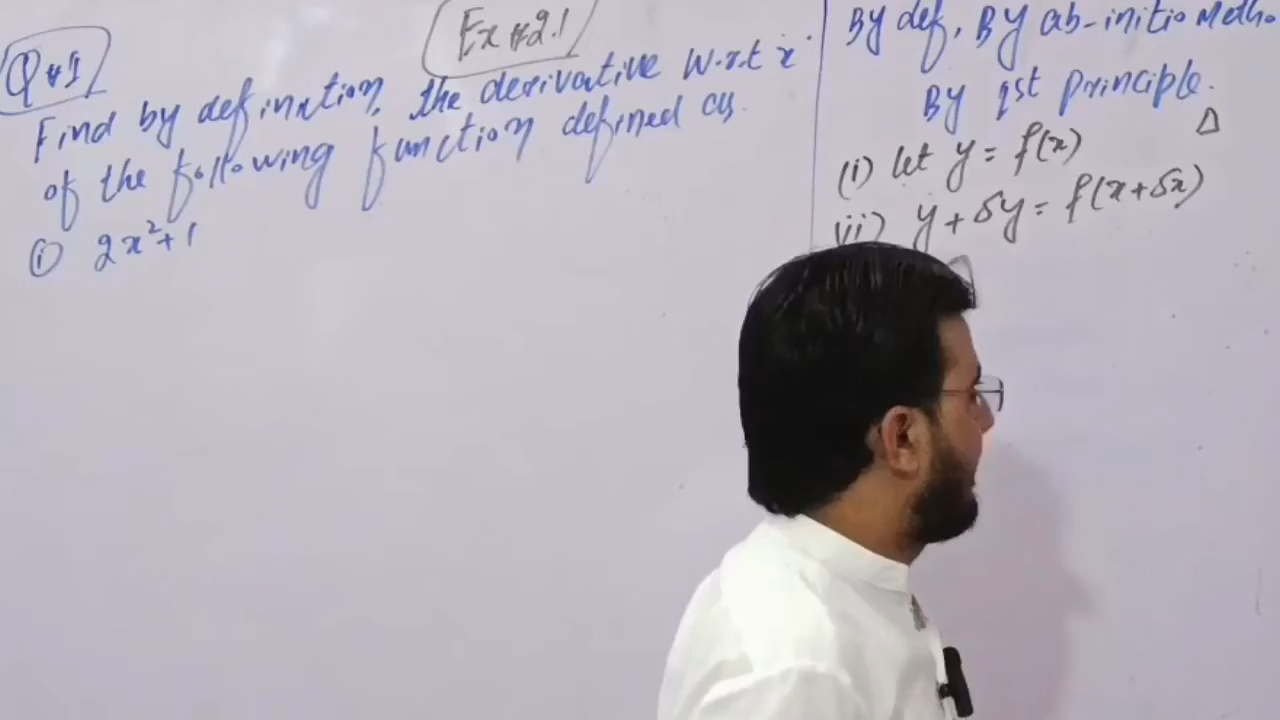 Ex # 2.1
Q #1
Find by defination, the derivative w.r.t 'x'
of the following function defined as.
(i) 2x²+1
By def, By ab-initio Metho
By 1st principle.
Δ
(i) let y = f(x)
(ii) y + δy = f(x+δx)